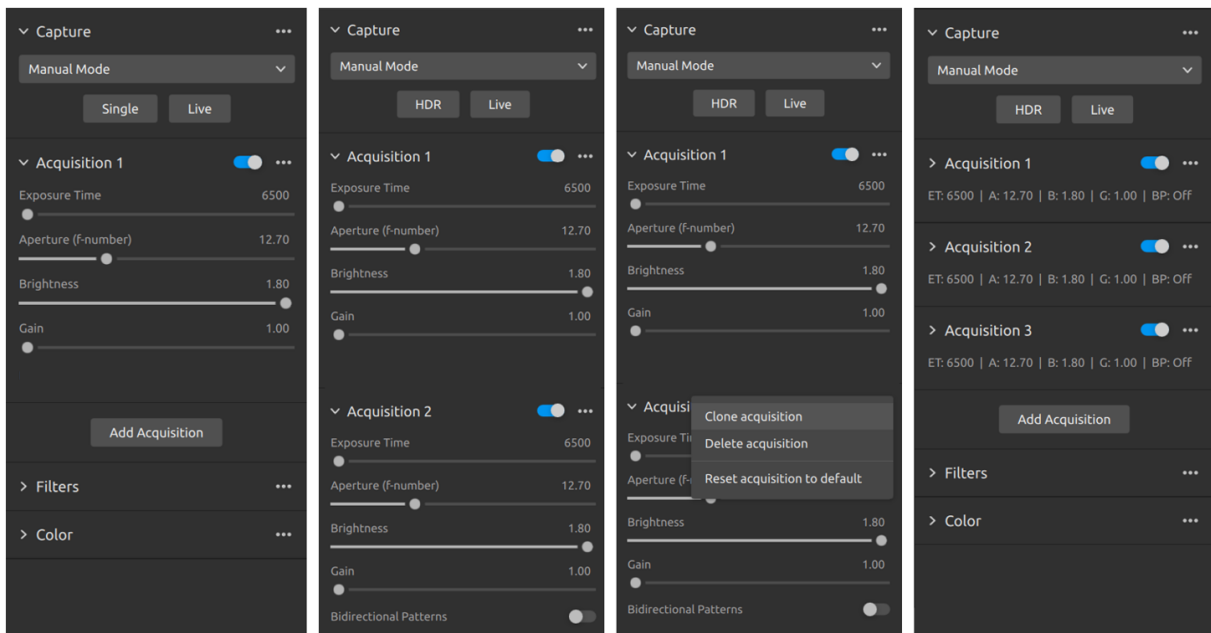 Capture
Manual Mode
Single Live
Acquisition 1
Exposure Time 6500
Aperture (f-number) 12.70
Brightness 1.80
Gain 1.00
Add Acquisition
Filters
Color
Capture
Manual Mode
HDR Live
Acquisition 1
Exposure Time 6500
Aperture (f-number) 12.70
Brightness 1.80
Gain 1.00
Acquisition 2
Exposure Time 6500
Aperture (f-number) 12.70
Brightness 1.80
Gain 1.00
Bidirectional Patterns
Capture
Manual Mode
HDR Live
Acquisition 1
Exposure Time 6500
Aperture (f-number) 12.70
Brightness 1.80
Gain 1.00
Acquisi
Clone acquisition
Exposure Ti
Delete acquisition
Aperture (f-
Reset acquisition to default
Brightness 1.80
Gain 1.00
Bidirectional Patterns
Capture
Manual Mode
HDR Live
Acquisition 1
ET: 6500 | A: 12.70 | B: 1.80 | G: 1.00 | BP: Off
Acquisition 2
ET: 6500 | A: 12.70 | B: 1.80 | G: 1.00 | BP: Off
Acquisition 3
ET: 6500 | A: 12.70 | B: 1.80 | G: 1.00 | BP: Off
Add Acquisition
Filters
Color